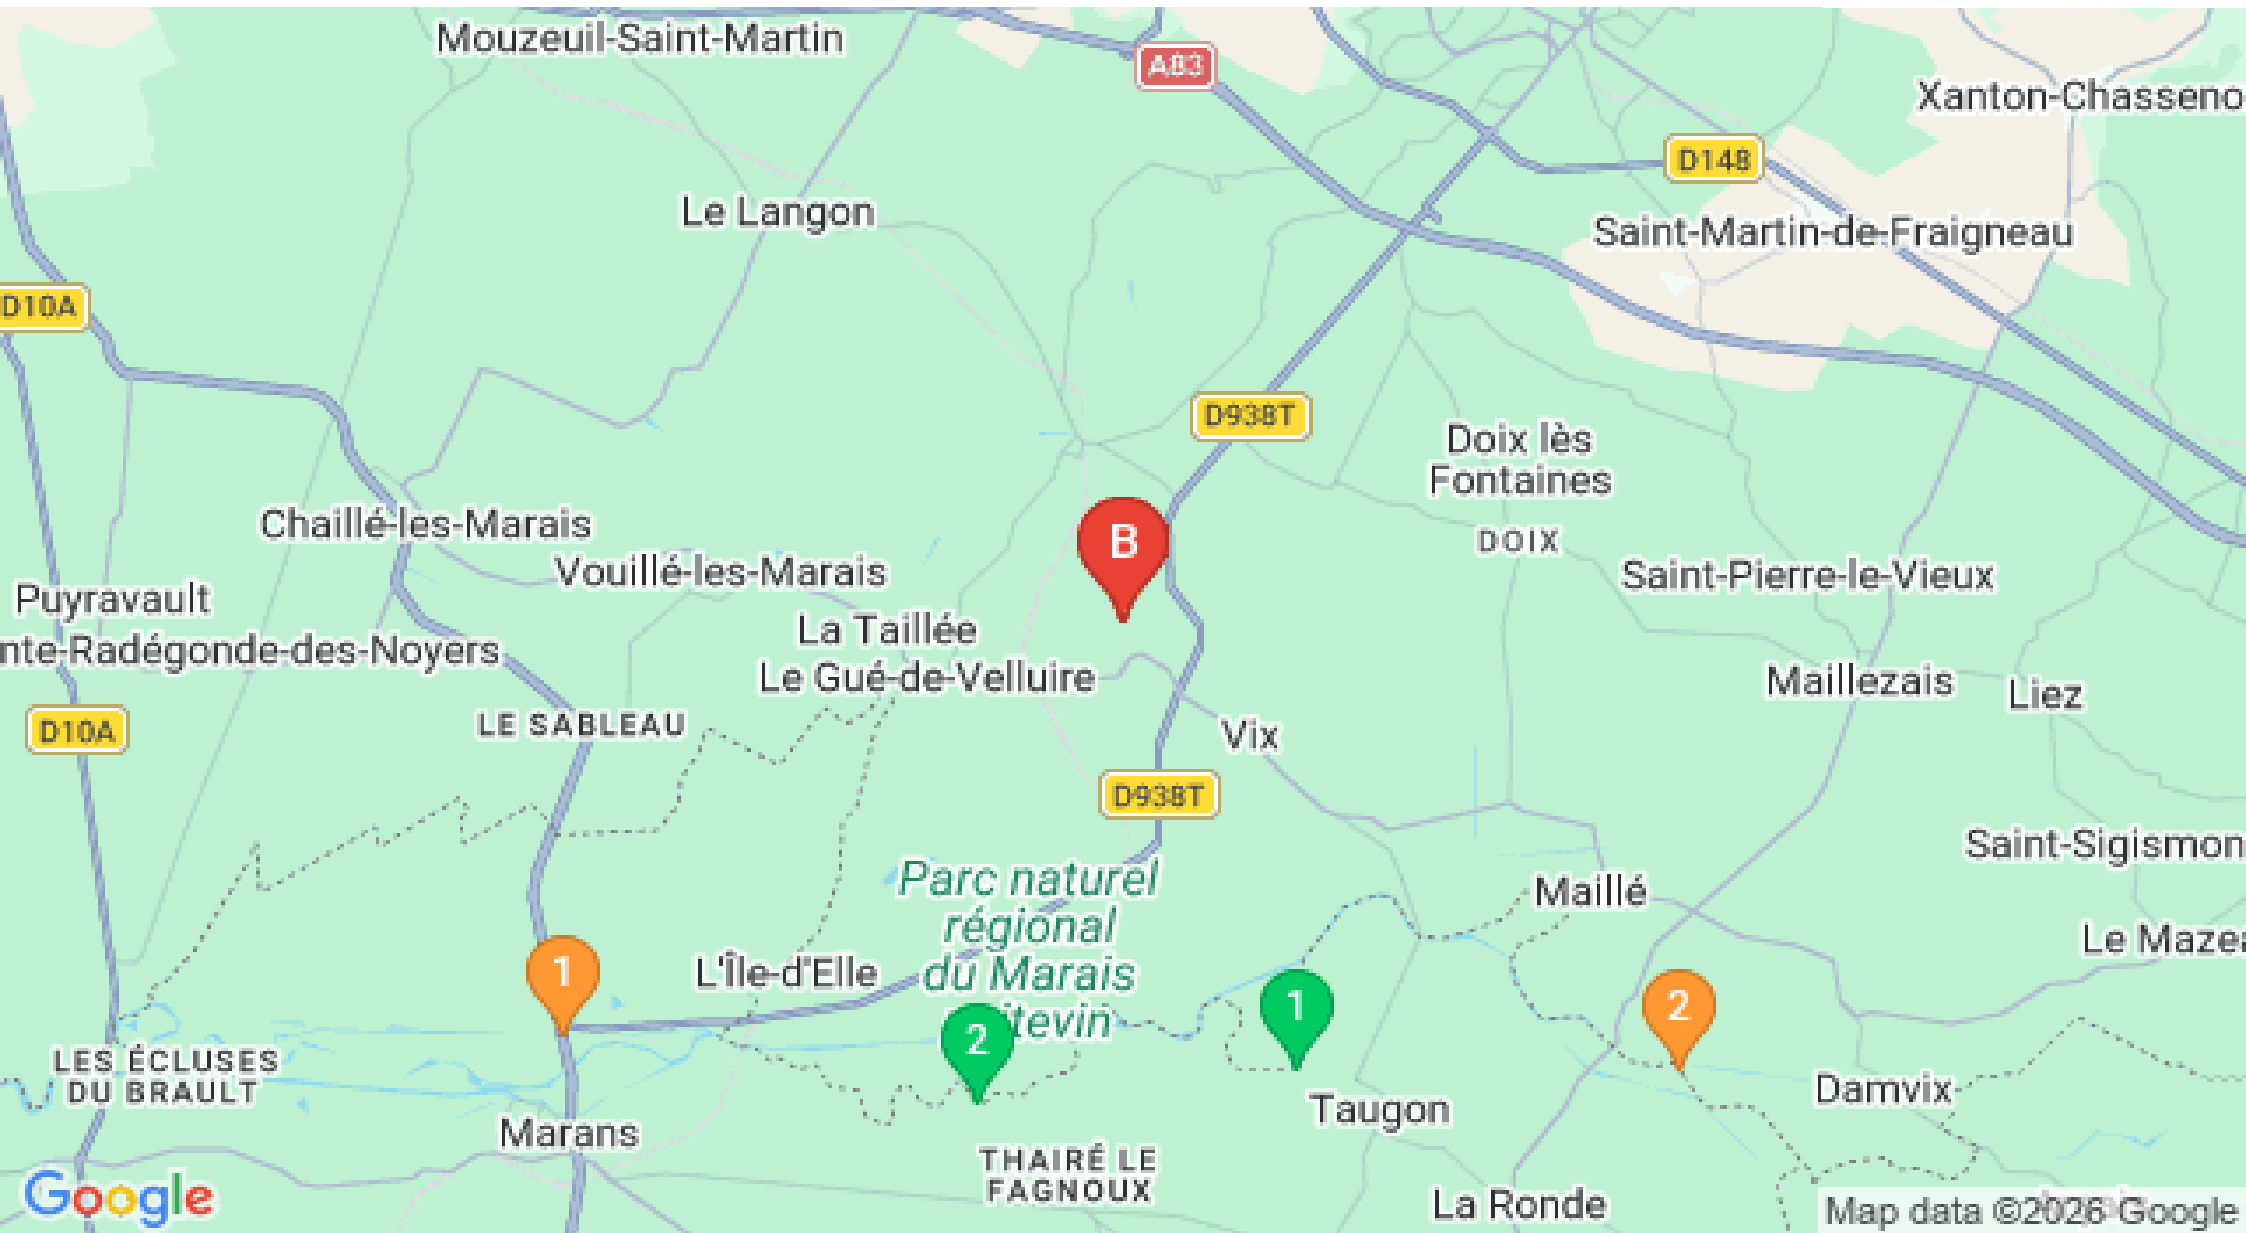 Mouzeuil-Saint-Martin
A83
Xanton-Chasseno
D148
Le Langon
Saint-Martin-de-Fraigneau
D10A
D938T
Doix lès
Fontaines
DOIX
Chaillé-les-Marais
B
Vouillé-les-Marais
Saint-Pierre-le-Vieux
Puyravault
La Taillée
nte-Radégonde-des-Noyers
Le Gué-de-Velluire
Maillezais
Liez
D10A
LE SABLEAU
Vix
D938T
Saint-Sigismon
Parc naturel
régional
du Marais
itevin
Maillé
Le Mazea
1
L'Île-d'Elle
1
2
2
LES ÉCLUSES
DU BRAULT
Damvix
Taugon
Marans
THAIRÉ LE
FAGNOUX
Google
La Ronde
Map data ©2026 Google